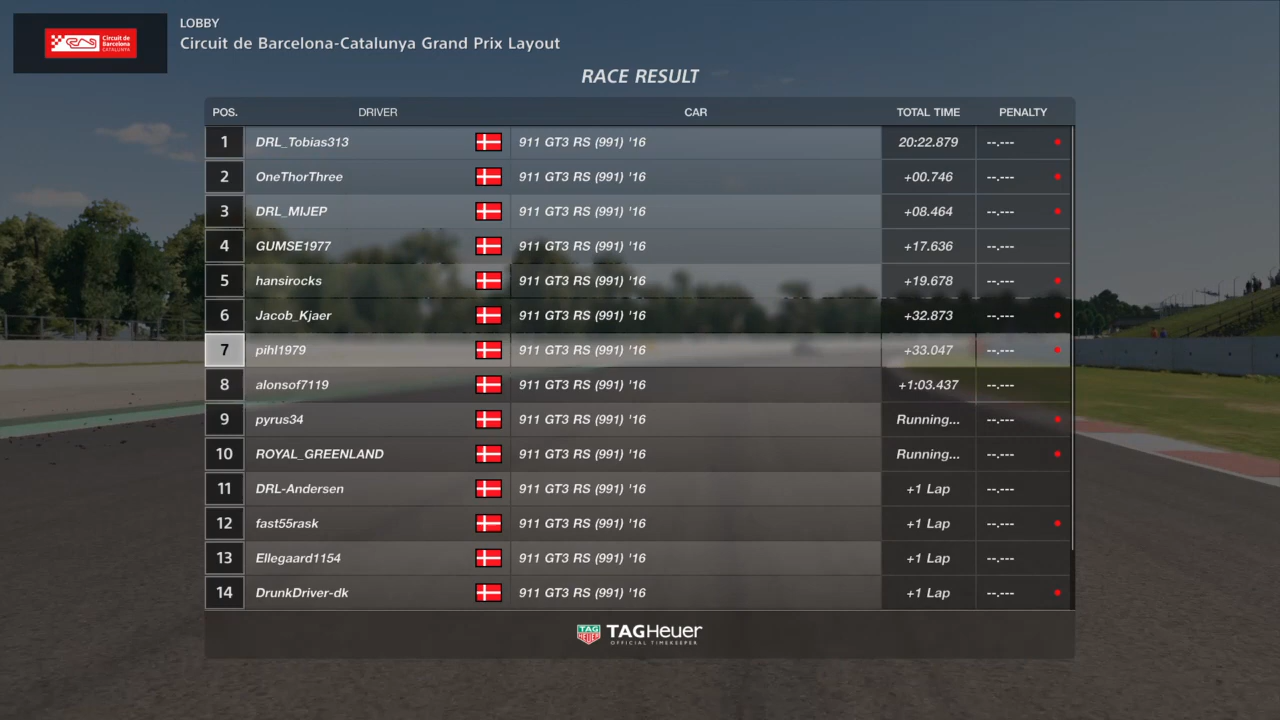 LOBBY
Circuit de Barcelona-Catalunya Grand Prix Layout
Circuit de
Barcelona
CATALUNYA
RACE RESULT
POS. DRIVER CAR TOTAL TIME PENALTY
1 DRL_Tobias313 911 GT3 RS (991) '16 20:22.879 --.---
2 OneThorThree 911 GT3 RS (991) '16 +00.746 --.---
3 DRL_MIJEP 911 GT3 RS (991) '16 +08.464 --.---
4 GUMSE1977 911 GT3 RS (991) '16 +17.636 --.---
5 hansirocks 911 GT3 RS (991) '16 +19.678 --.---
6 Jacob_Kjaer 911 GT3 RS (991) '16 +32.873 --.---
7 pihl1979 911 GT3 RS (991) '16 +33.047 --.---
8 alonsof7119 911 GT3 RS (991) '16 +1:03.437 --.---
9 pyrus34 911 GT3 RS (991) '16 Running... --.---
10 ROYAL_GREENLAND 911 GT3 RS (991) '16 Running... --.---
11 DRL-Andersen 911 GT3 RS (991) '16 +1 Lap --.---
12 fast55rask 911 GT3 RS (991) '16 +1 Lap --.---
13 Ellegaard1154 911 GT3 RS (991) '16 +1 Lap --.---
14 DrunkDriver-dk 911 GT3 RS (991) '16 +1 Lap --.---
TAG HEUER TAGHeuer
OFFICIAL TIMEKEEPER